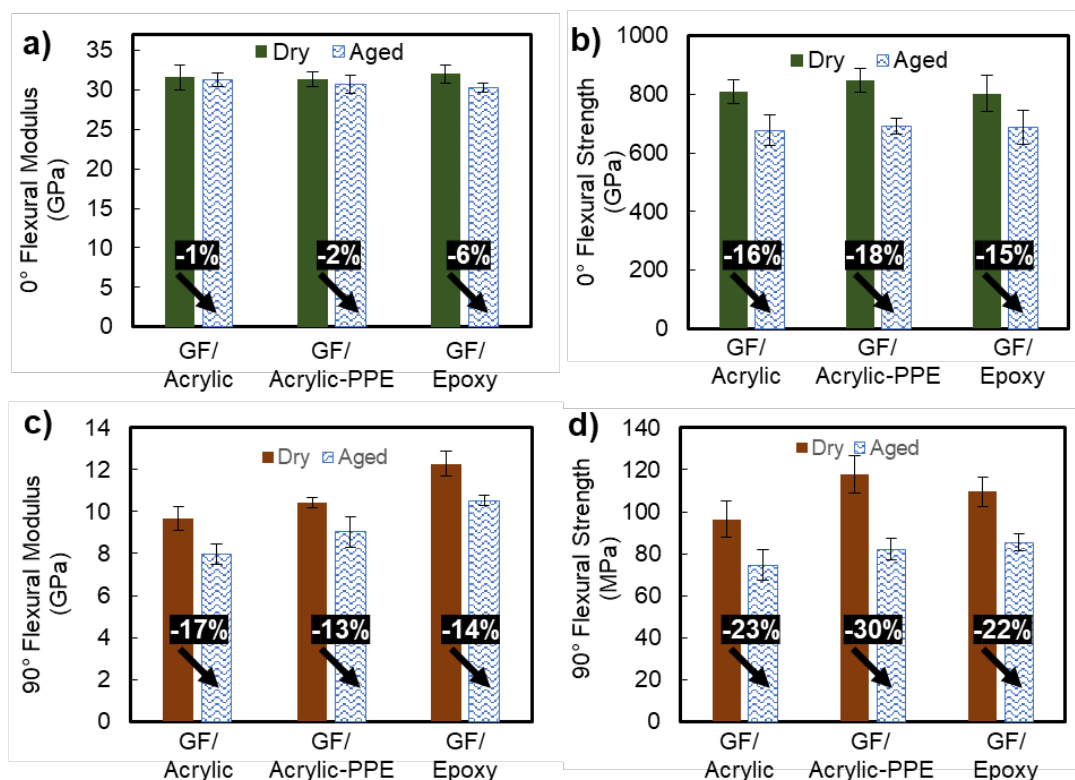 a)
Dry Aged
0° Flexural Modulus
(GPa)
35
30
25
20
15
10
5
0
-1%
-2%
-6%
GF/ GF/ GF/
Acrylic Acrylic-PPE Epoxy
b)
Dry Aged
0° Flexural Strength
(GPa)
1000
800
600
400
200
0
-16%
-18%
-15%
GF/ GF/ GF/
Acrylic Acrylic-PPE Epoxy
c)
Dry Aged
90° Flexural Modulus
(GPa)
14
12
10
8
6
4
2
0
-17%
-13%
-14%
GF/ GF/ GF/
Acrylic Acrylic-PPE Epoxy
d)
Dry Aged
90° Flexural Strength
(MPa)
140
120
100
80
60
40
20
0
-23%
-30%
-22%
GF/ GF/ GF/
Acrylic Acrylic-PPE Epoxy